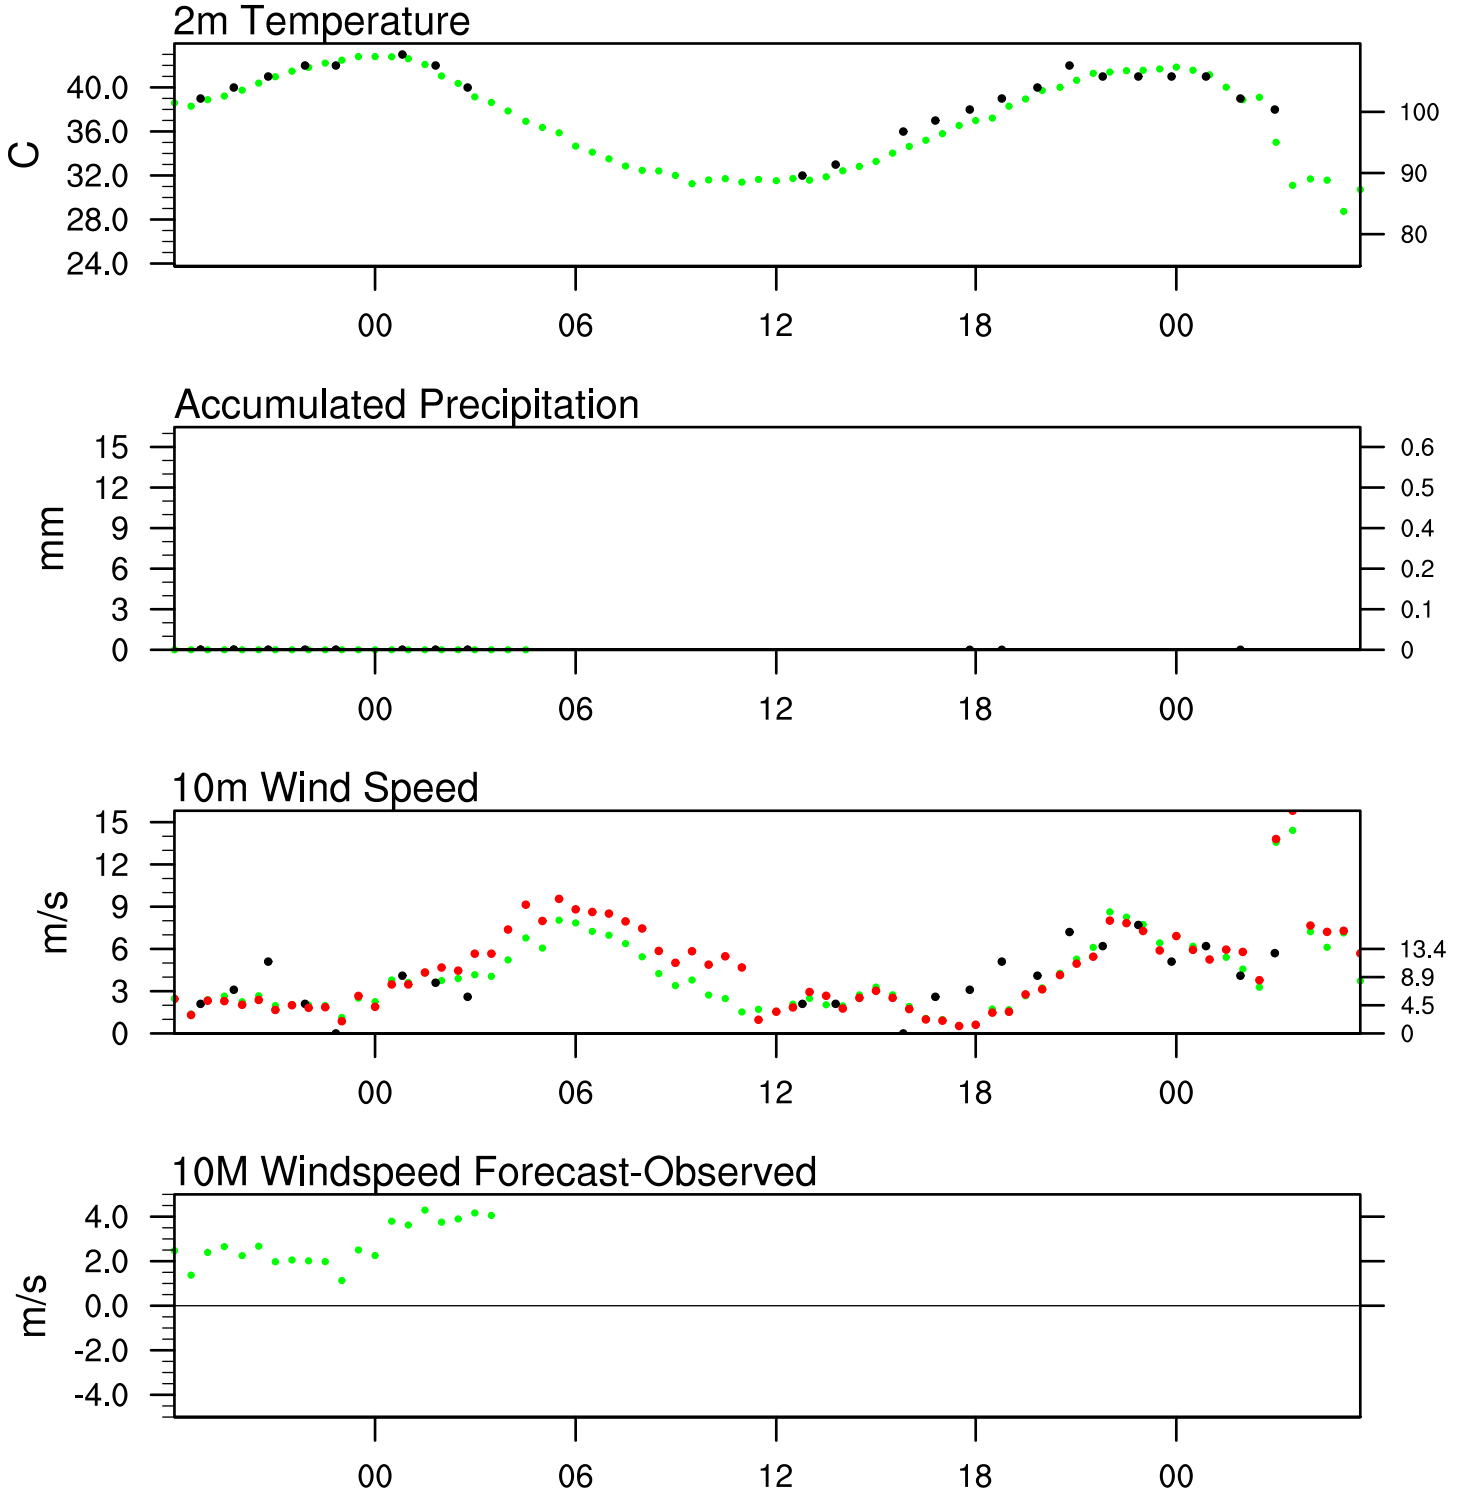 2m Temperature
40.0
36.0
32.0
28.0
24.0
C
100
90
80
00 06 12 18 00
Accumulated Precipitation
15
12
9
6
3
0
mm
0.6
0.5
0.4
0.2
0.1
0
00 06 12 18 00
10m Wind Speed
15
12
9
6
3
0
m/s
13.4
8.9
4.5
0
00 06 12 18 00
10M Windspeed Forecast-Observed
4.0
2.0
0.0
-2.0
-4.0
m/s
00 06 12 18 00